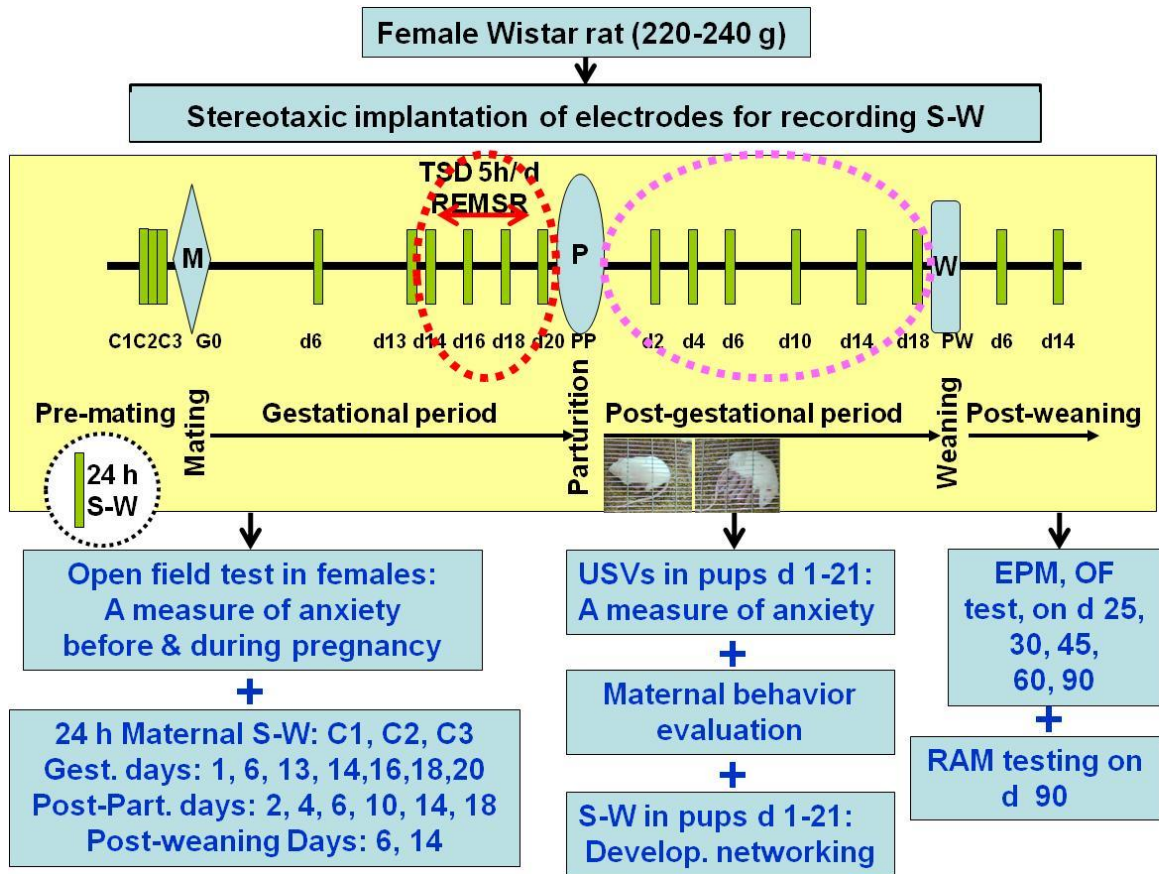 Female Wistar rat (220-240 g)
Stereotaxic implantation of electrodes for recording S-W
TSD 5h/d
REMSR
M
P
W
C1C2C3 G0 d6 d13 d14 d16 d18 d20 PP d2 d4 d6 d10 d14 d18 PW d6 d14
Pre-mating
Mating
Gestational period
Parturition
Post-gestational period
Weaning
Post-weaning
24 h
S-W
Open field test in females:
A measure of anxiety
before & during pregnancy
+
24 h Maternal S-W: C1, C2, C3
Gest. days: 1, 6, 13, 14,16,18,20
Post-Part. days: 2, 4, 6, 10, 14, 18
Post-weaning Days: 6, 14
USVs in pups d 1-21:
A measure of anxiety
+
Maternal behavior
evaluation
+
S-W in pups d 1-21:
Develop. networking
EPM, OF
test, on d 25,
30, 45,
60, 90
+
RAM testing on
d 90